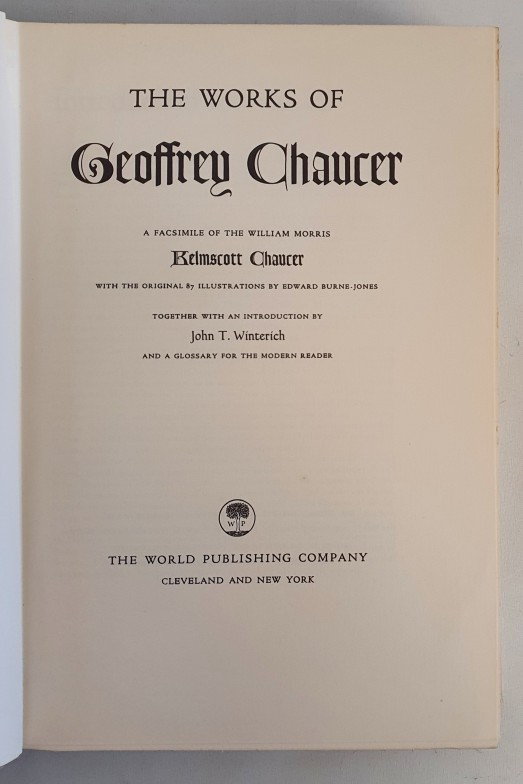 THE WORKS OF
Geoffrey Chaucer
A FACSIMILE OF THE WILLIAM MORRIS
Kelmscott Chaucer
WITH THE ORIGINAL 87 ILLUSTRATIONS BY EDWARD BURNE-JONES
TOGETHER WITH AN INTRODUCTION BY
John T. Winterich
AND A GLOSSARY FOR THE MODERN READER
W P
THE WORLD PUBLISHING COMPANY
CLEVELAND AND NEW YORK